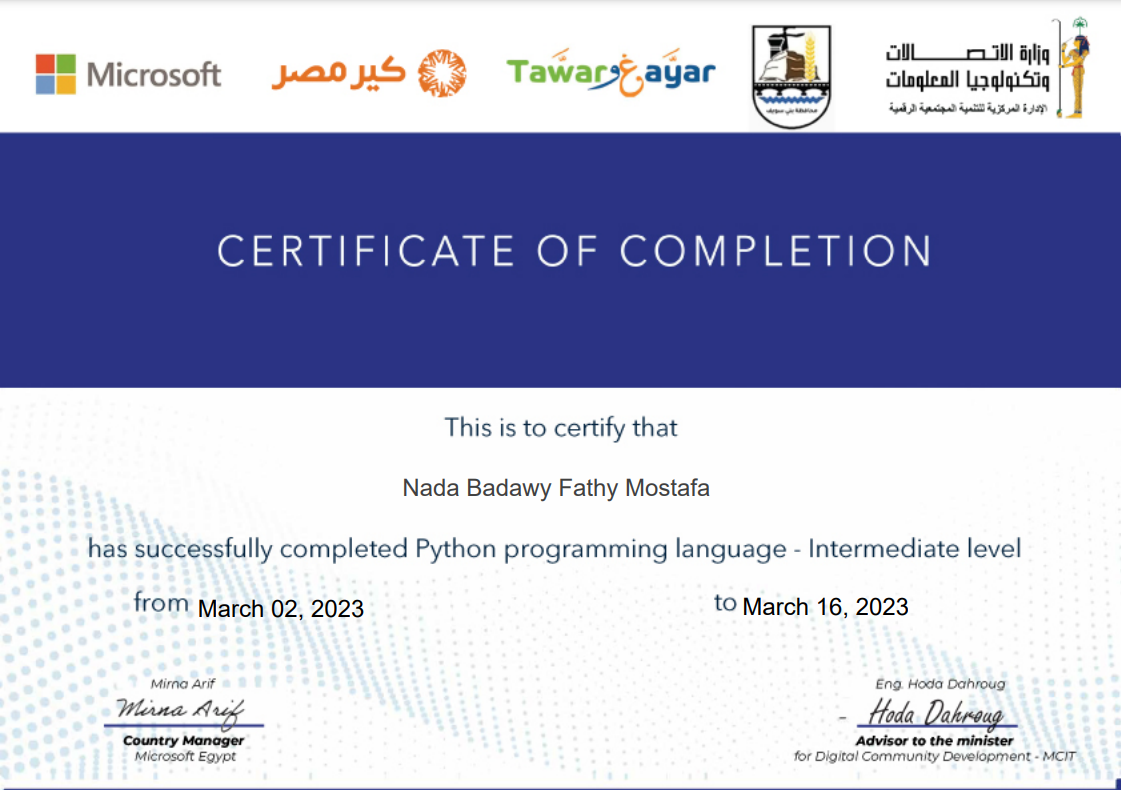 Microsoft
كير مصر
Tawar وغ ayar
محافظة بني سويف
وزارة الاتصالات
وتكنولوجيا المعلومات
الإدارة المركزية للتنمية المجتمعية الرقمية
CERTIFICATE OF COMPLETION
This is to certify that
Nada Badawy Fathy Mostafa
has successfully completed Python programming language - Intermediate level
from March 02, 2023
to March 16, 2023
Mirna Arif
Mirna Arif
Country Manager
Microsoft Egypt
Eng. Hoda Dahroug
- Hoda Dahroug
Advisor to the minister
for Digital Community Development - MCIT